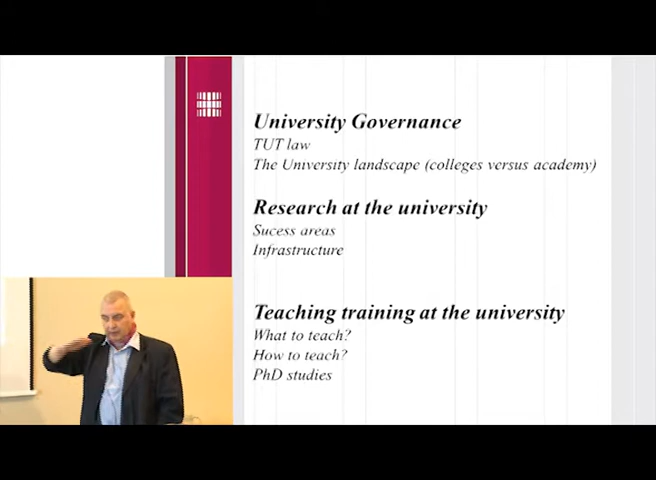 University Governance
TUT law
The University landscape (colleges versus academy)
Research at the university
Sucess areas
Infrastructure
Teaching training at the university
What to teach?
How to teach?
PhD studies